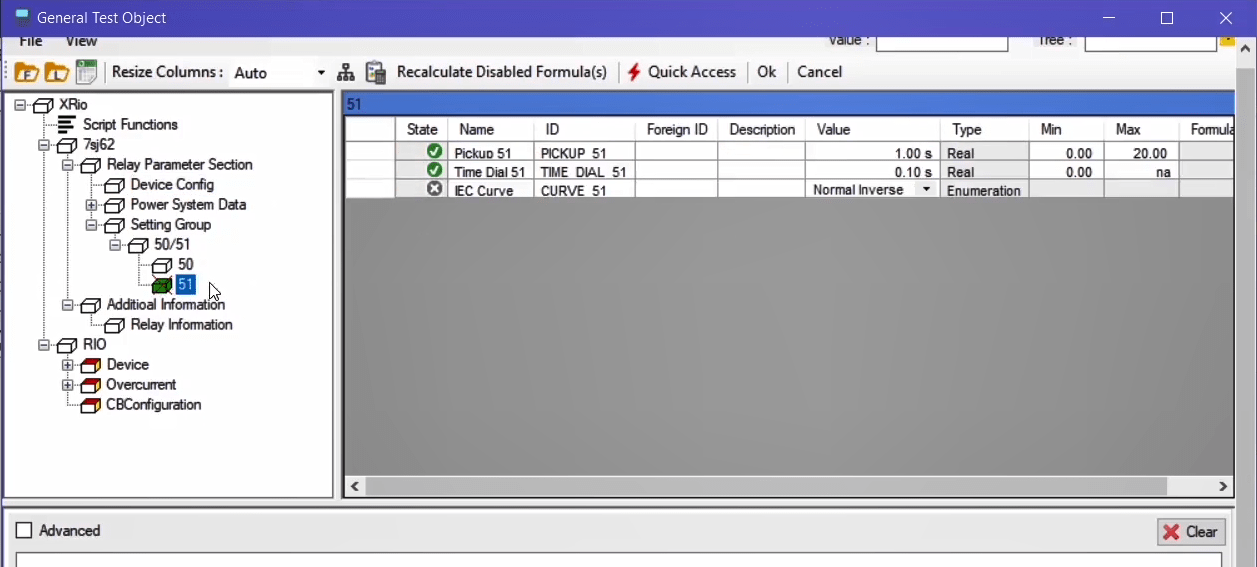 General Test Object
File View Value : Tree :
Resize Columns : Auto Recalculate Disabled Formula(s) Quick Access Ok Cancel
XRio
Script Functions
7sj62
Relay Parameter Section
Device Config
Power System Data
Setting Group
50/51
50
51
Additioal Information
Relay Information
RIO
Device
Overcurrent
CBConfiguration
51
State Name ID Foreign ID Description Value Type Min Max Formula
Pickup 51 PICKUP_51 1.00 s Real 0.00 20.00
Time Dial 51 TIME_DIAL_51 0.10 s Real 0.00 na
IEC Curve CURVE_51 Normal Inverse Enumeration
Advanced Clear